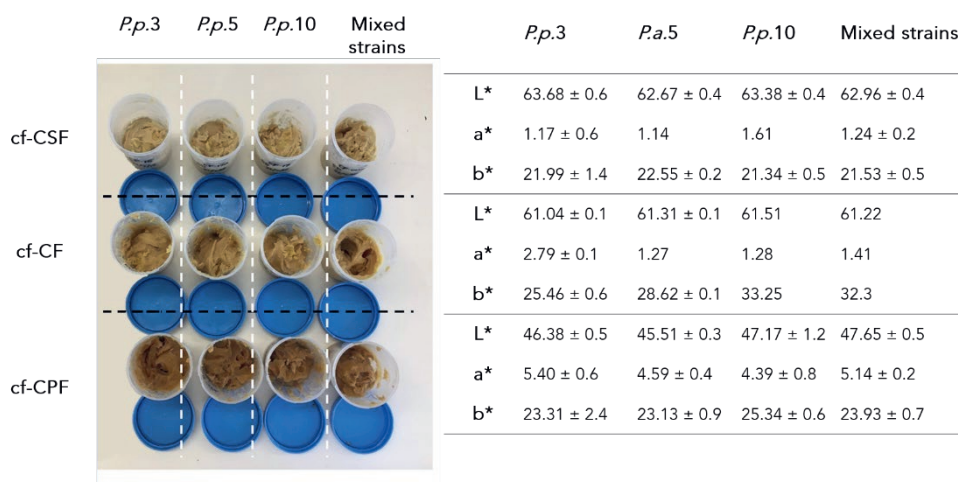 P.p.3 P.p.5 P.p.10 Mixed strains
cf-CSF
cf-CF
cf-CPF
P.p.3 P.a.5 P.p.10 Mixed strains
L* 63.68 ± 0.6 62.67 ± 0.4 63.38 ± 0.4 62.96 ± 0.4
a* 1.17 ± 0.6 1.14 1.61 1.24 ± 0.2
b* 21.99 ± 1.4 22.55 ± 0.2 21.34 ± 0.5 21.53 ± 0.5
L* 61.04 ± 0.1 61.31 ± 0.1 61.51 61.22
a* 2.79 ± 0.1 1.27 1.28 1.41
b* 25.46 ± 0.6 28.62 ± 0.1 33.25 32.3
L* 46.38 ± 0.5 45.51 ± 0.3 47.17 ± 1.2 47.65 ± 0.5
a* 5.40 ± 0.6 4.59 ± 0.4 4.39 ± 0.8 5.14 ± 0.2
b* 23.31 ± 2.4 23.13 ± 0.9 25.34 ± 0.6 23.93 ± 0.7